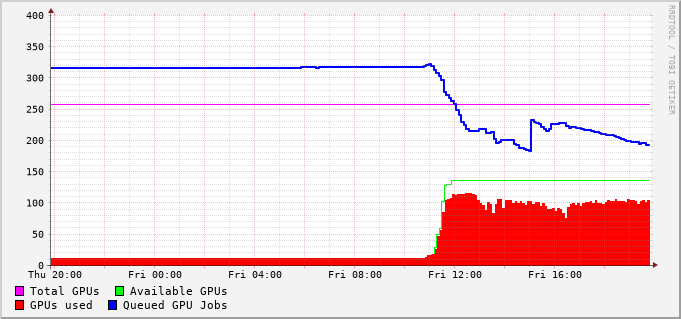 400
350
300
250
200
150
100
50
0
Thu 20:00 Fri 00:00 Fri 04:00 Fri 08:00 Fri 12:00 Fri 16:00
Total GPUs Available GPUs
GPUs used Queued GPU Jobs
RRDTOOL / TOBI OETIKER